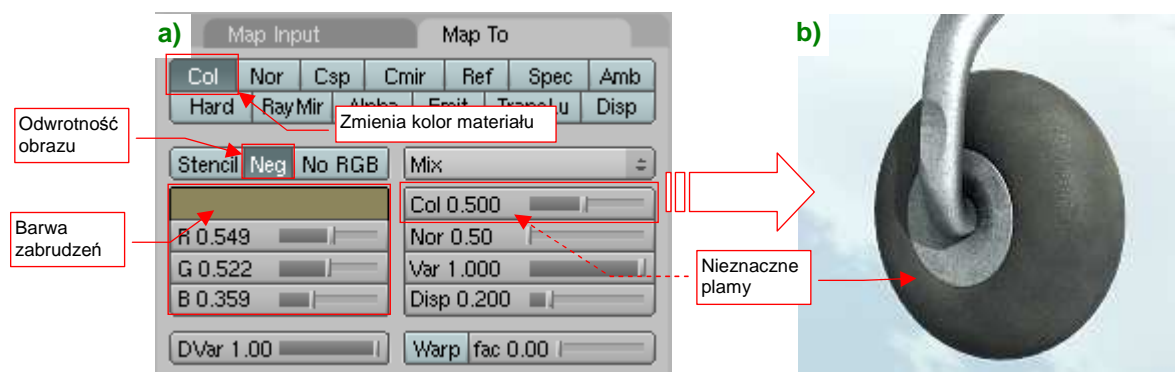 a)
Map Input Map To
b)
Col Nor Csp Cmir Ref Spec Amb
Hard RayMir Disp
Zmienia kolor materiału
Odwrotność
obrazu
Stencil Neg No RGB Mix
Col 0.500
Barwa
zabrudzeń
R 0.549 Nor 0.50
G 0.522 Var 1.000
B 0.359 Disp 0.200
Nieznaczne
plamy
DVar 1.00 Warp fac 0.00